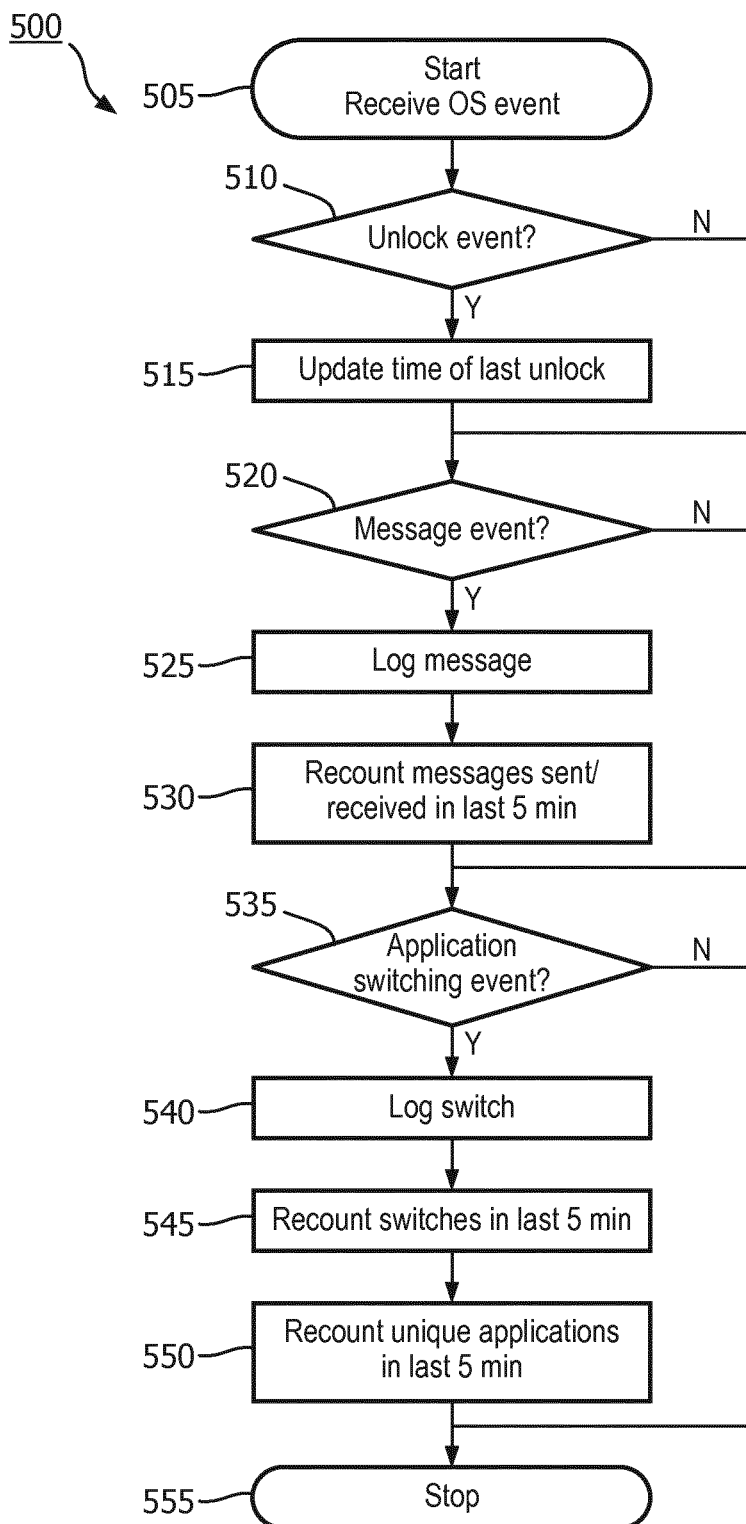 500
505
Start
Receive OS event
510
Unlock event?
N
Y
515
Update time of last unlock
520
Message event?
N
Y
525
Log message
530
Recount messages sent/
received in last 5 min
535
Application
switching event?
N
Y
540
Log switch
545
Recount switches in last 5 min
550
Recount unique applications
in last 5 min
555
Stop